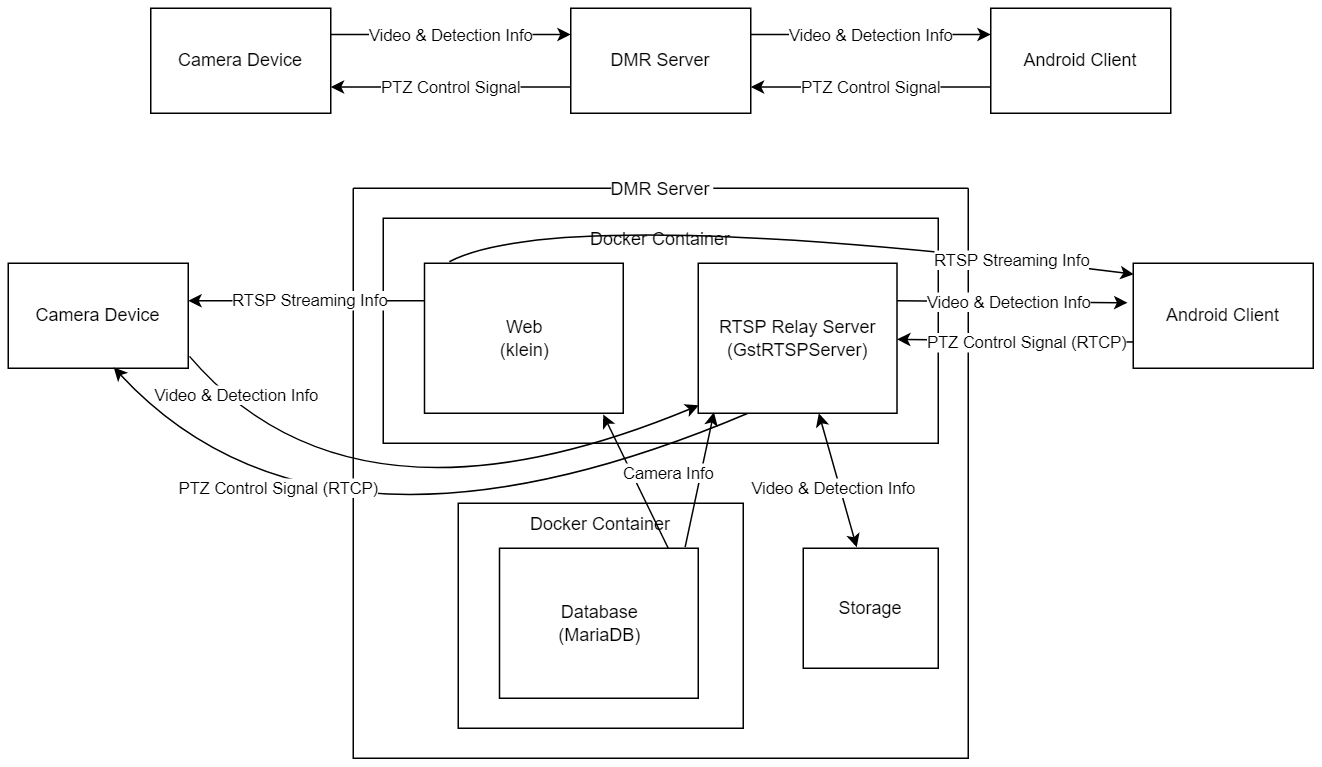 Video & Detection Info
Video & Detection Info
Camera Device
DMR Server
Android Client
PTZ Control Signal
PTZ Control Signal
DMR Server
Docker Container
RTSP Streaming Info
RTSP Streaming Info
Video & Detection Info
Camera Device
Web
(klein)
RTSP Relay Server
(GstRTSPServer)
Android Client
PTZ Control Signal (RTCP)
Video & Detection Info
Camera Info
PTZ Control Signal (RTCP)
Video & Detection Info
Docker Container
Database
(MariaDB)
Storage